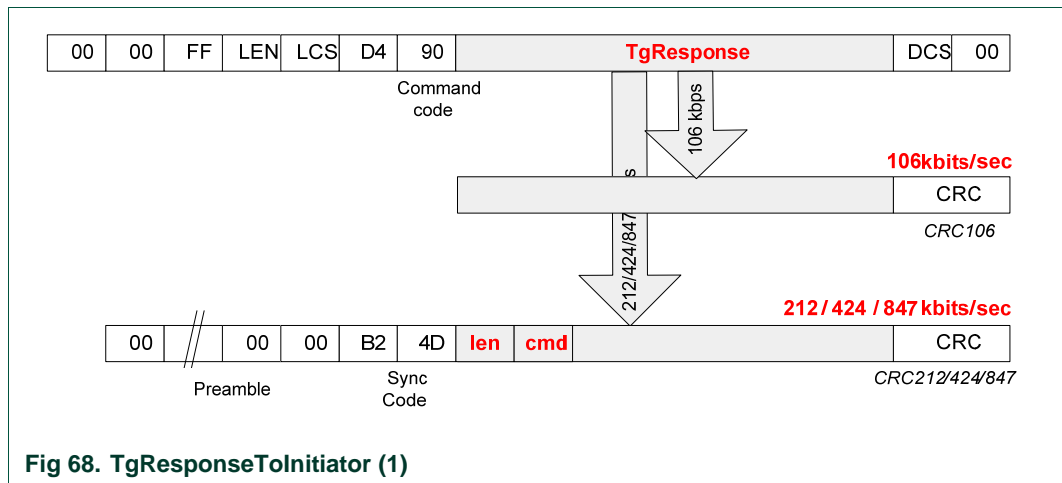 00 00 FF LEN LCS D4 90 TgResponse DCS 00
Command
code
106 kbps
106kbits/sec
CRC
CRC106
212/424/847 s
212 / 424 / 847 kbits/sec
00 00 00 B2 4D len cmd CRC
Preamble
Sync
Code
CRC212/424/847
Fig 68. TgResponseToInitiator (1)